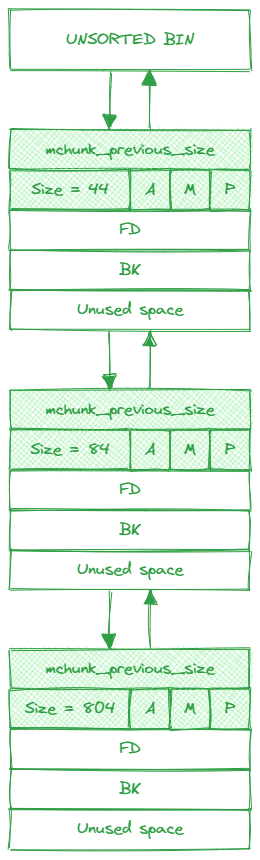 UNSORTED BIN
mchunk_previous_size
Size = 44 A M P
FD
BK
Unused space
mchunk_previous_size
Size = 84 A M P
FD
BK
Unused space
mchunk_previous_size
Size = 804 A M P
FD
BK
Unused space